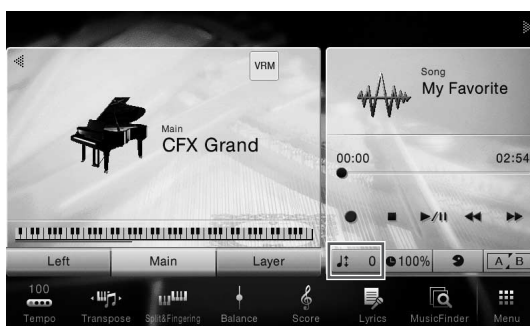 VRM
Main
CFX Grand
Song
My Favorite
00:00 02:54
Left Main Layer
0 100% A B
100
Tempo Transpose Split&Fingering Balance Score Lyrics MusicFinder Menu